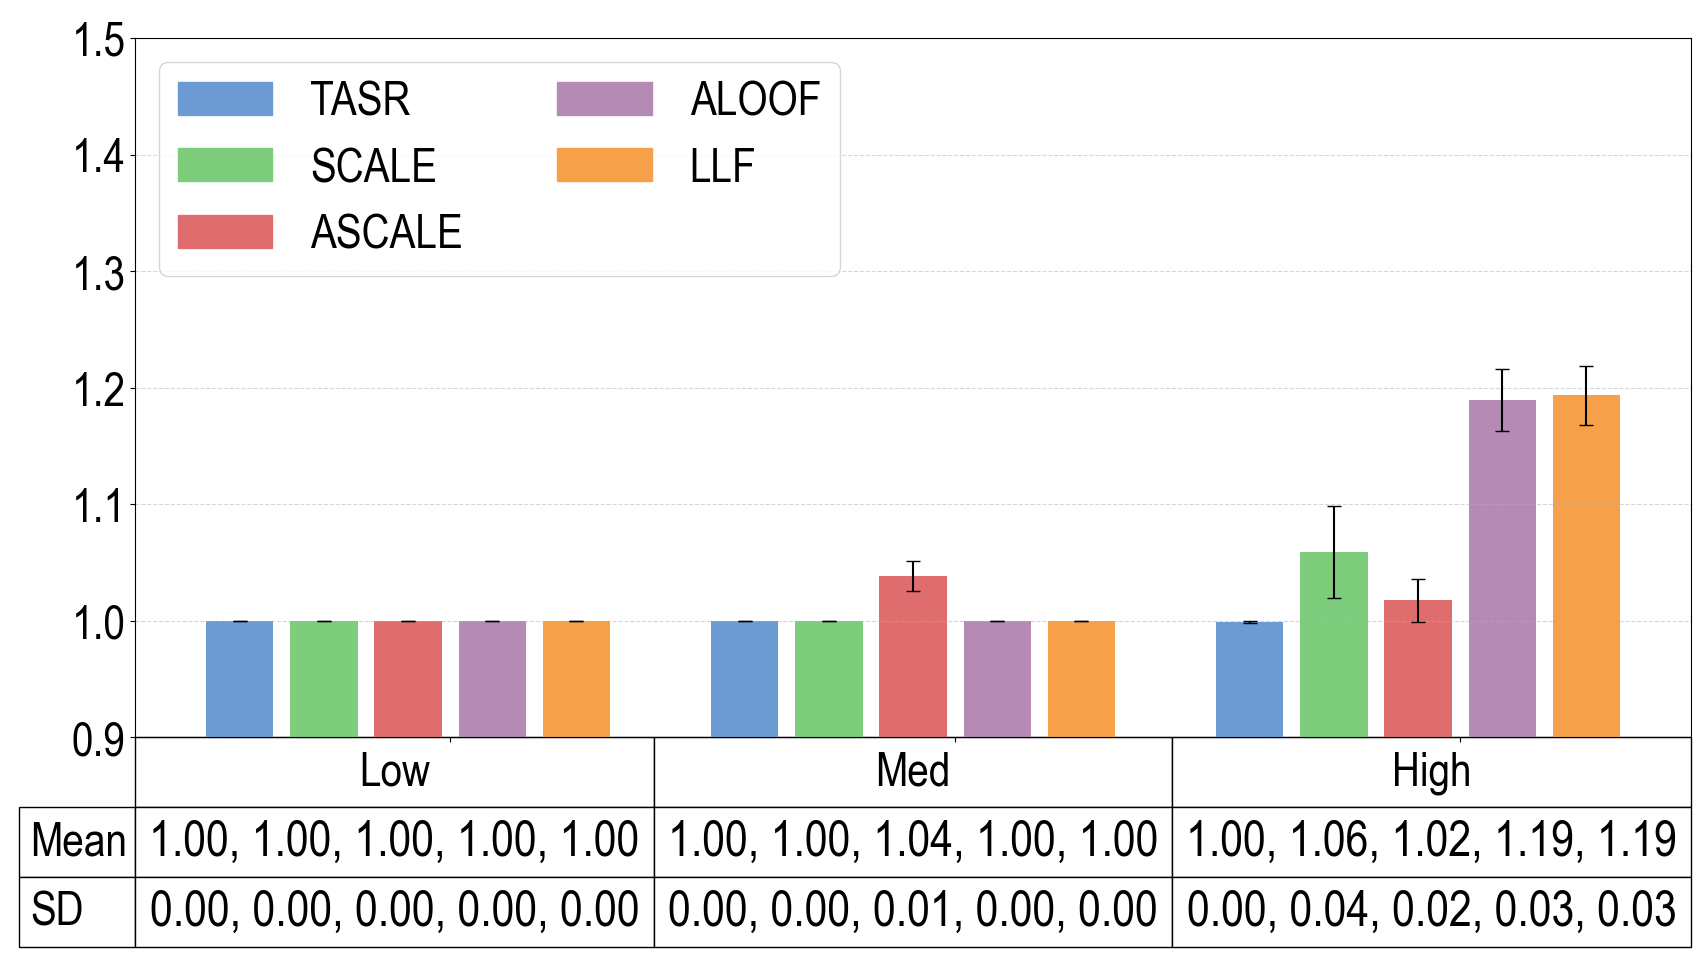 1.5
1.4
1.3
1.2
1.1
1.0
0.9
TASR
SCALE
ASCALE
ALOOF
LLF
Low Med High
Mean 1.00, 1.00, 1.00, 1.00, 1.00 1.00, 1.00, 1.04, 1.00, 1.00 1.00, 1.06, 1.02, 1.19, 1.19
SD 0.00, 0.00, 0.00, 0.00, 0.00 0.00, 0.00, 0.01, 0.00, 0.00 0.00, 0.04, 0.02, 0.03, 0.03